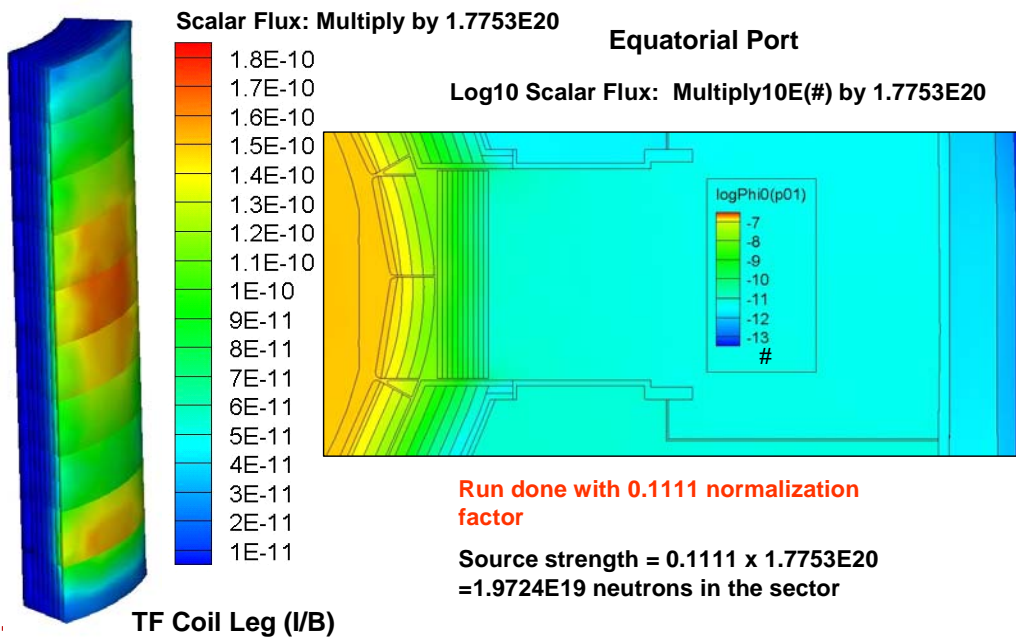 Scalar Flux: Multiply by 1.7753E20
1.8E-10
1.7E-10
1.6E-10
1.5E-10
1.4E-10
1.3E-10
1.2E-10
1.1E-10
1E-10
9E-11
8E-11
7E-11
6E-11
5E-11
4E-11
3E-11
2E-11
1E-11
TF Coil Leg (I/B)
Equatorial Port
Log10 Scalar Flux: Multiply10E(#) by 1.7753E20
logPhi0(p01)
-7
-8
-9
-10
-11
-12
-13
#
Run done with 0.1111 normalization
factor
Source strength = 0.1111 x 1.7753E20
=1.9724E19 neutrons in the sector